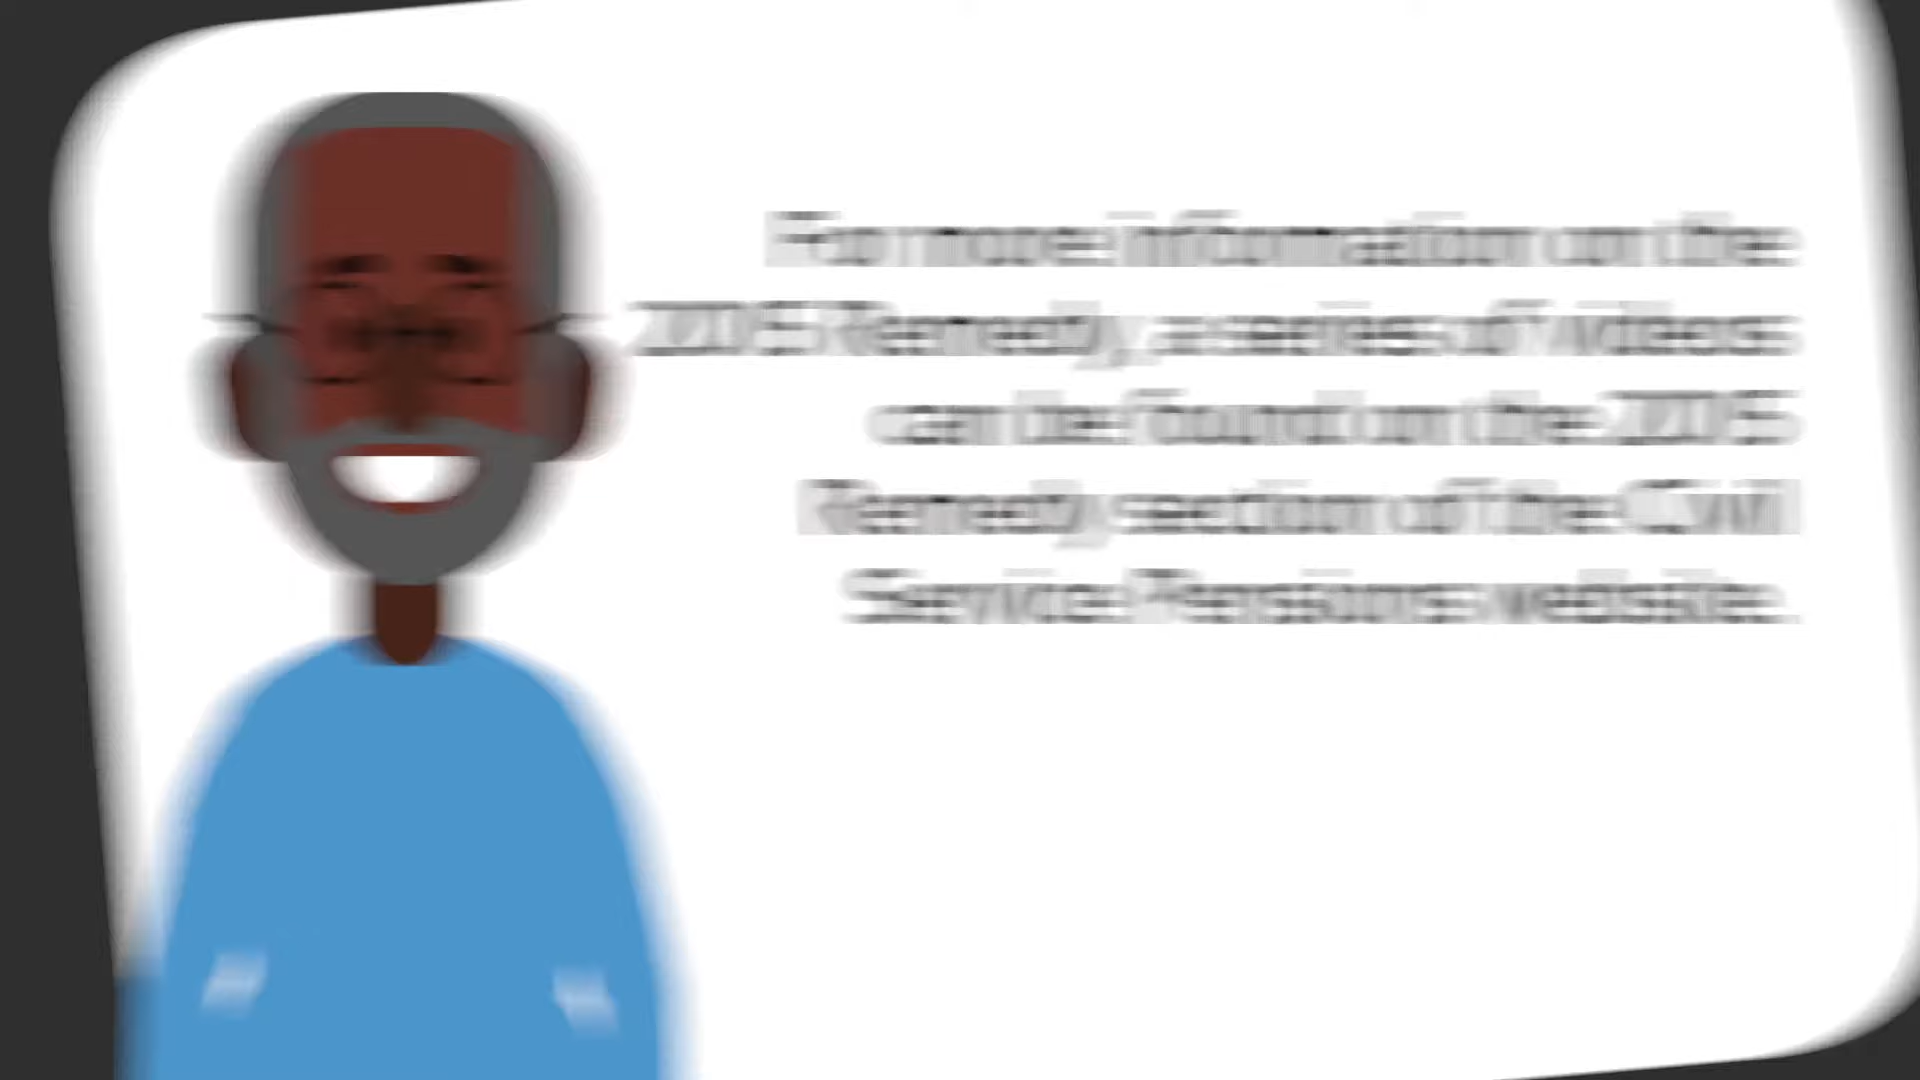 For more information on the
2015 Remedy, a series of videos
can be found on the 2015
Remedy section of the Civil
Service Pensions website.